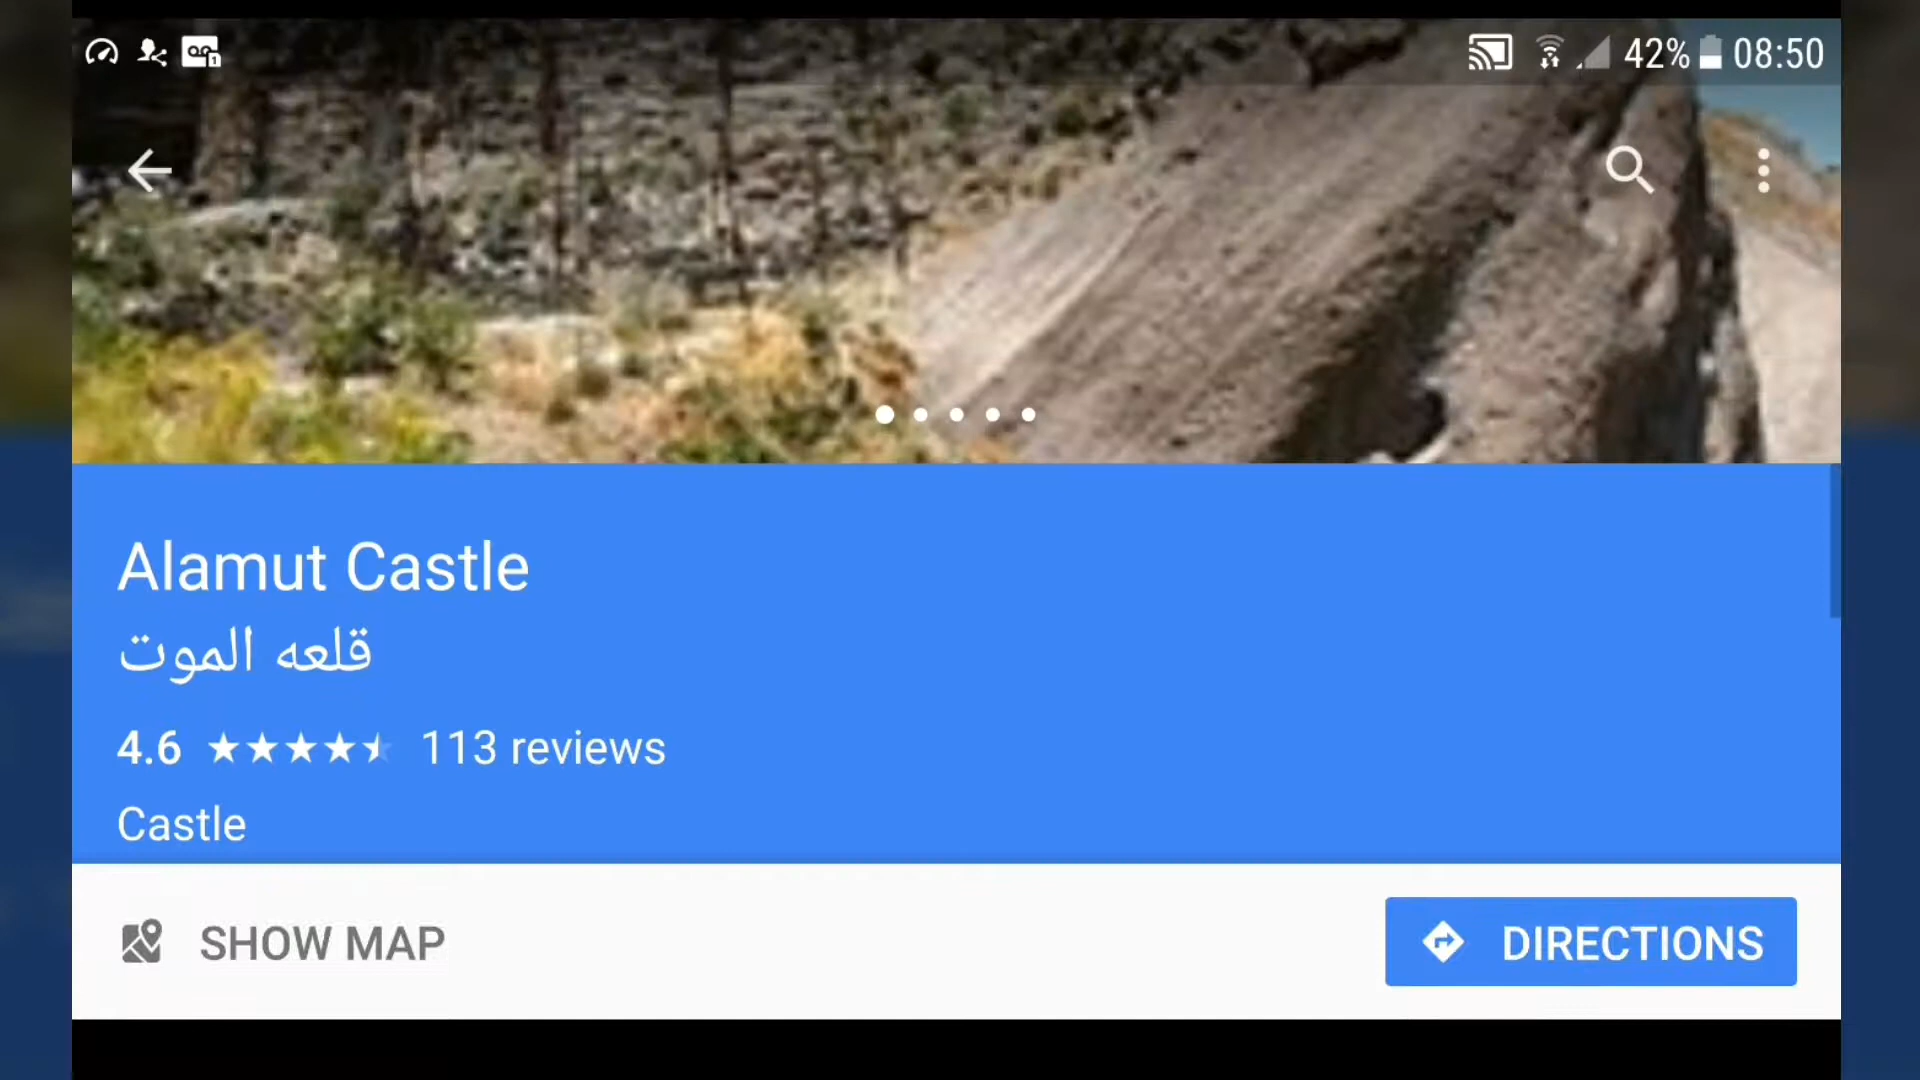 42% 08:50
Alamut Castle
قلعه الموت
4.6 113 reviews
Castle
SHOW MAP
DIRECTIONS